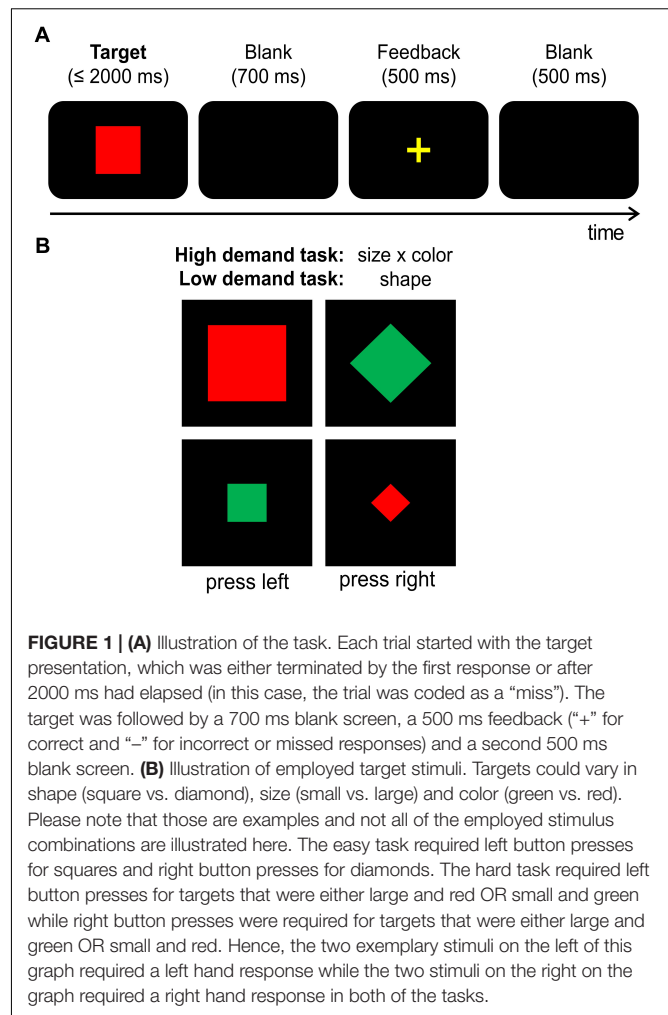 A
Target Blank Feedback Blank
(≤ 2000 ms) (700 ms) (500 ms) (500 ms)
+
time
B
High demand task: size x color
Low demand task: shape
press left press right
FIGURE 1 | (A) Illustration of the task. Each trial started with the target
presentation, which was either terminated by the first response or after
2000 ms had elapsed (in this case, the trial was coded as a “miss”). The
target was followed by a 700 ms blank screen, a 500 ms feedback (“+” for
correct and “–” for incorrect or missed responses) and a second 500 ms
blank screen. (B) Illustration of employed target stimuli. Targets could vary in
shape (square vs. diamond), size (small vs. large) and color (green vs. red).
Please note that those are examples and not all of the employed stimulus
combinations are illustrated here. The easy task required left button presses
for squares and right button presses for diamonds. The hard task required left
button presses for targets that were either large and red OR small and green
while right button presses were required for targets that were either large and
green OR small and red. Hence, the two exemplary stimuli on the left of this
graph required a left hand response while the two stimuli on the right on the
graph required a right hand response in both of the tasks.